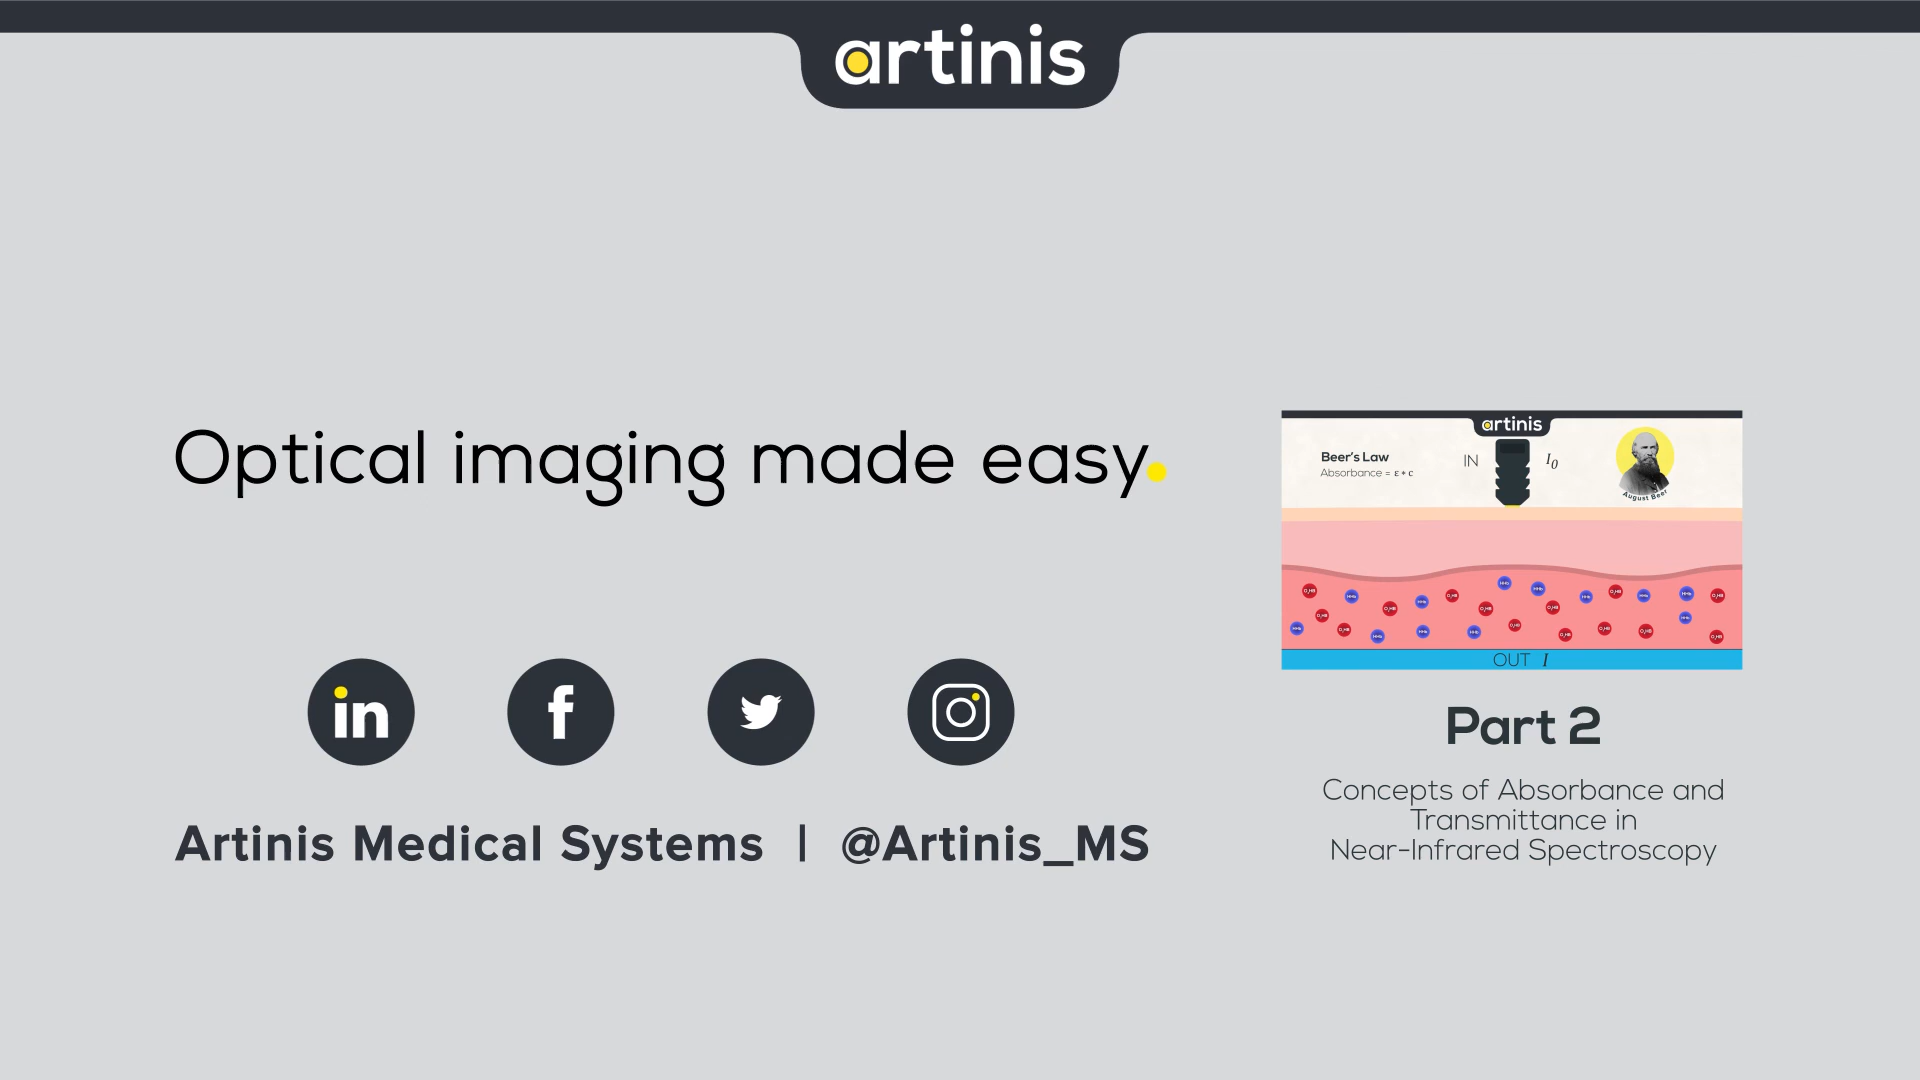 artinis
Optical imaging made easy.
in f
Artinis Medical Systems | @Artinis_MS
artinis
Beer's Law
Absorbance = ε * c
IN
I₀
August Beer
OUT I
Part 2
Concepts of Absorbance and
Transmittance in
Near-Infrared Spectroscopy